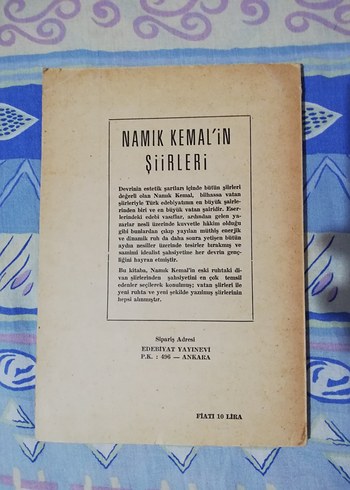 NAMIK KEMAL'iN
ŞiiRLERi
Devrinin estetik şartları içinde bütün şiirleri
değerli olan Namık Kemal, bilhassa vatan
şiirleriyle Türk edebiyatının en büyük şairle-
rinden biri ve en büyük vatan şairidir. Eser-
lerindeki edebî vasıflar, ardından gelen ya-
zarlar nesli üzerinde kuvvetle hâkim olduğu
gibi bunlardan çıkıp yayılan müthiş enerjik
ve dinamik ruh da daha sonra yetişen bütün
aydın nesiller üzerinde tesirler bırakmış ve
samimî idealist şahsiyetine her devrin genç-
liğini hayran etmiştir.
Bu kitaba, Namık Kemal'in eski ruhtaki di-
van şiirlerinden şahsiyetini en çok temsil
edenler seçilerek konulmuş; vatan şiirleri ile
yeni ruhta ve yeni şekilde yazılmış şiirlerinin
hepsi alınmıştır.
Sipariş Adresi
EDEBİYAT YAYINEVİ
P.K. : 496 — ANKARA
FİATI 10 LİRA